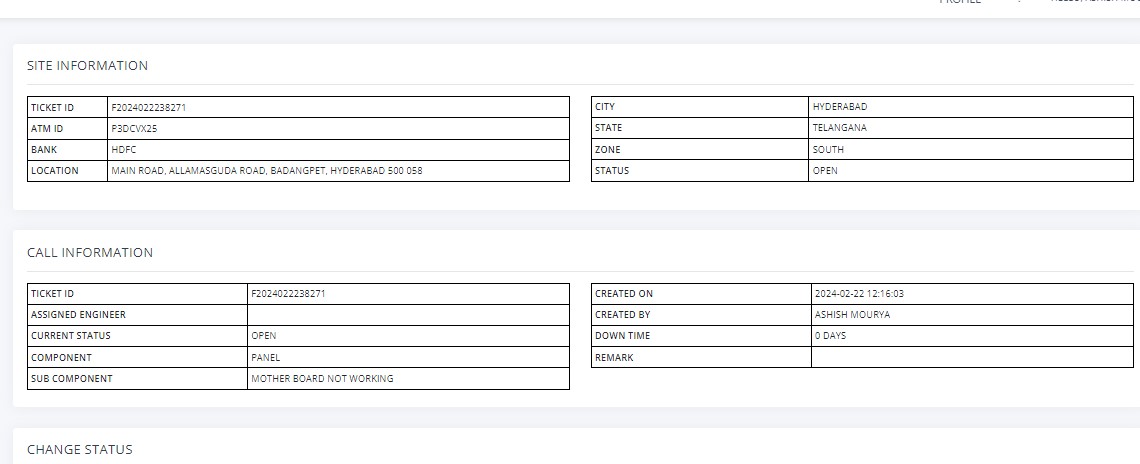 PROFILE :
SITE INFORMATION
TICKET ID F2024022238271
ATM ID P3DCVX25
BANK HDFC
LOCATION MAIN ROAD, ALLAMASGUDA ROAD, BADANGPET, HYDERABAD 500 058
CITY HYDERABAD
STATE TELANGANA
ZONE SOUTH
STATUS OPEN
CALL INFORMATION
TICKET ID F2024022238271
ASSIGNED ENGINEER
CURRENT STATUS OPEN
COMPONENT PANEL
SUB COMPONENT MOTHER BOARD NOT WORKING
CREATED ON 2024-02-22 12:16:03
CREATED BY ASHISH MOURYA
DOWN TIME 0 DAYS
REMARK
CHANGE STATUS